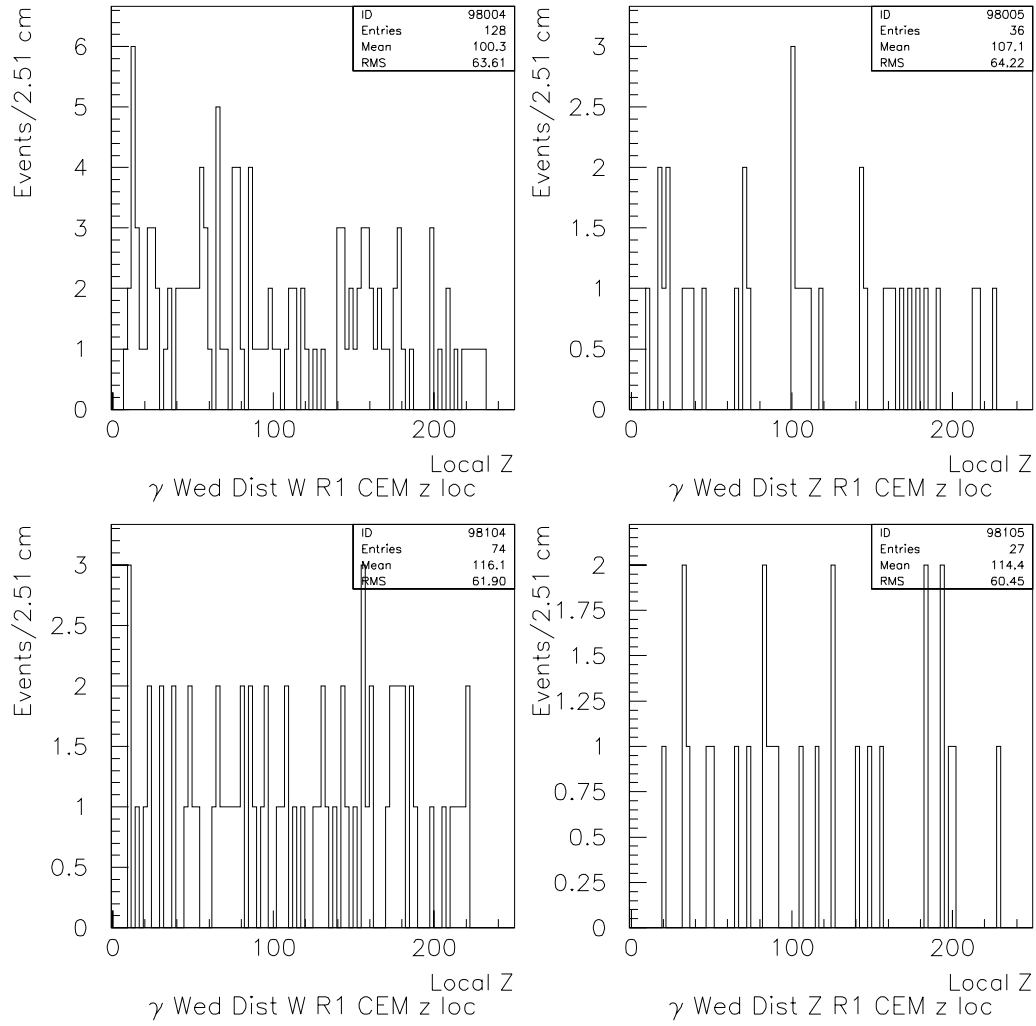 ID 98004
Entries 128
Mean 100.3
RMS 63.61
Events/2.51 cm
6
5
4
3
2
1
0
0 100 200
Local Z
γ Wed Dist W R1 CEM z loc
ID 98005
Entries 36
Mean 107.1
RMS 64.22
Events/2.51 cm
3
2.5
2
1.5
1
0.5
0
0 100 200
Local Z
γ Wed Dist Z R1 CEM z loc
ID 98104
Entries 74
Mean 116.1
RMS 61.90
Events/2.51 cm
3
2.5
2
1.5
1
0.5
0
0 100 200
Local Z
γ Wed Dist W R1 CEM z loc
ID 98105
Entries 27
Mean 114.4
RMS 60.45
Events/2.51 cm
2
1.75
1.5
1.25
1
0.75
0.5
0.25
0
0 100 200
Local Z
γ Wed Dist Z R1 CEM z loc